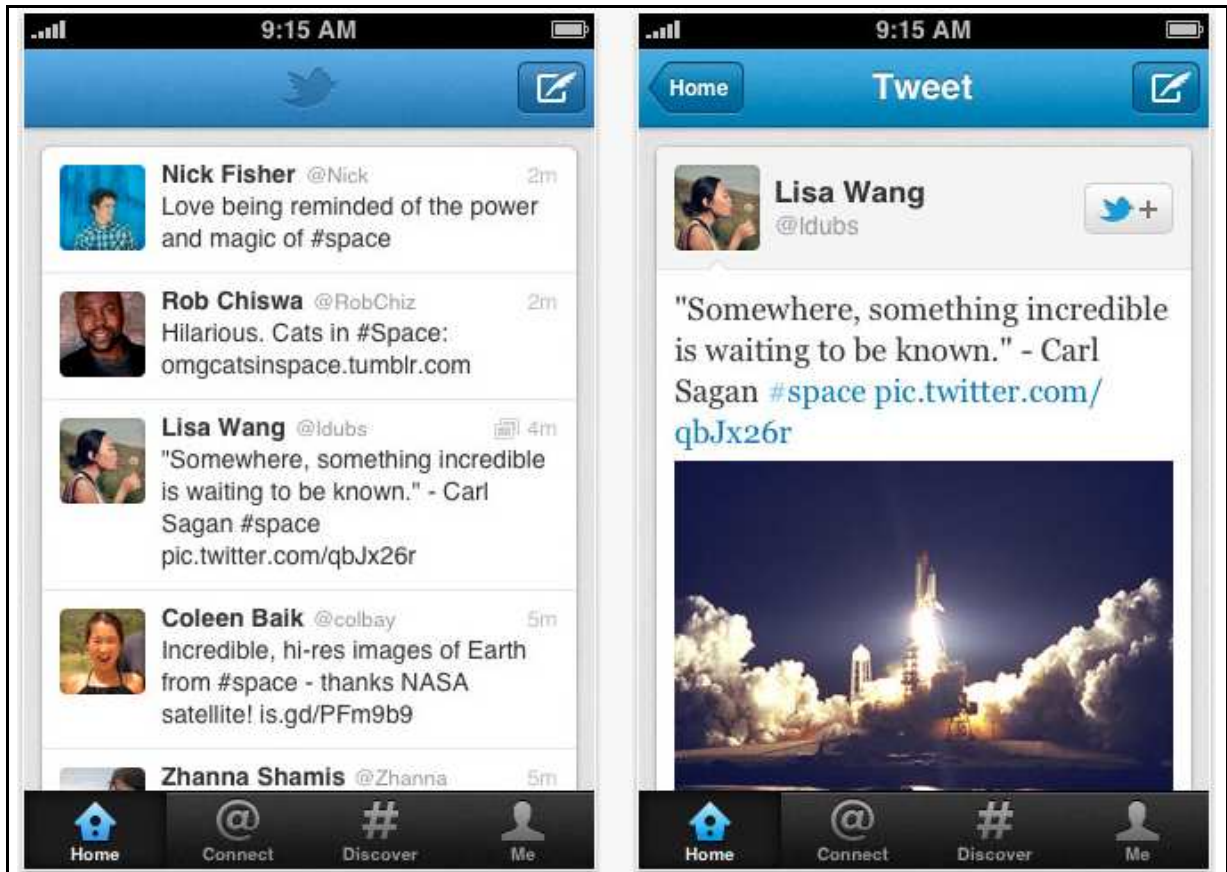 9:15 AM
Nick Fisher @Nick 2m
Love being reminded of the power
and magic of #space
Rob Chiswa @RobChiz 2m
Hilarious. Cats in #Space:
omgcatsinspace.tumblr.com
Lisa Wang @ldubs 4m
"Somewhere, something incredible
is waiting to be known." - Carl
Sagan #space
pic.twitter.com/qbJx26r
Coleen Baik @colbay 5m
Incredible, hi-res images of Earth
from #space - thanks NASA
satellite! is.gd/PFm9b9
Zhanna Shamis @Zhanna 5m
Home Connect Discover Me
9:15 AM
Home Tweet
Lisa Wang
@ldubs
"Somewhere, something incredible
is waiting to be known." - Carl
Sagan #space pic.twitter.com/
qbJx26r
Home Connect Discover Me